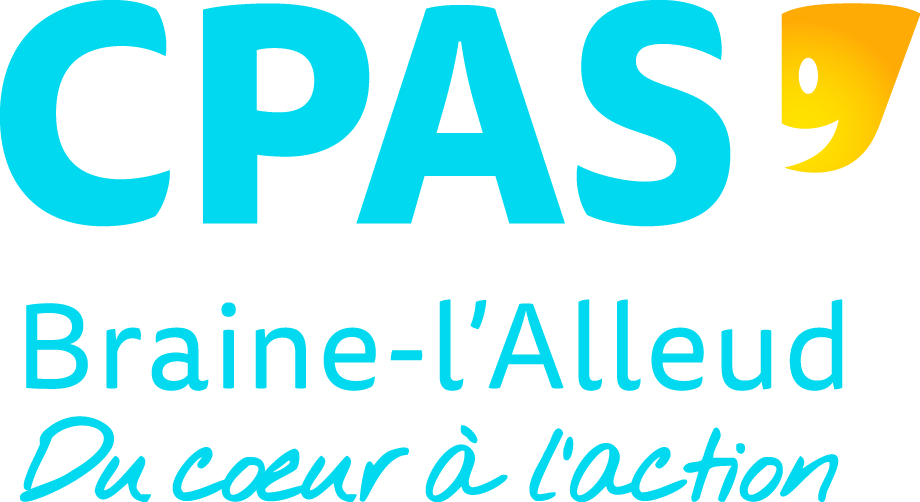 CPAS
Braine-l’Alleud
Du cœur à l'action